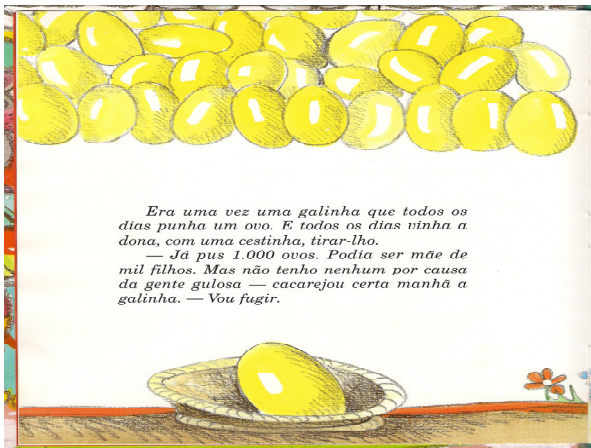 Era uma vez uma galinha que todos os
dias punha um ovo. E todos os dias vinha a
dona, com uma cestinha, tirar-lho.
— Já pus 1.000 ovos. Podia ser mãe de
mil filhos. Mas não tenho nenhum por causa
da gente gulosa — cacarejou certa manhã a
galinha. — Vou fugir.